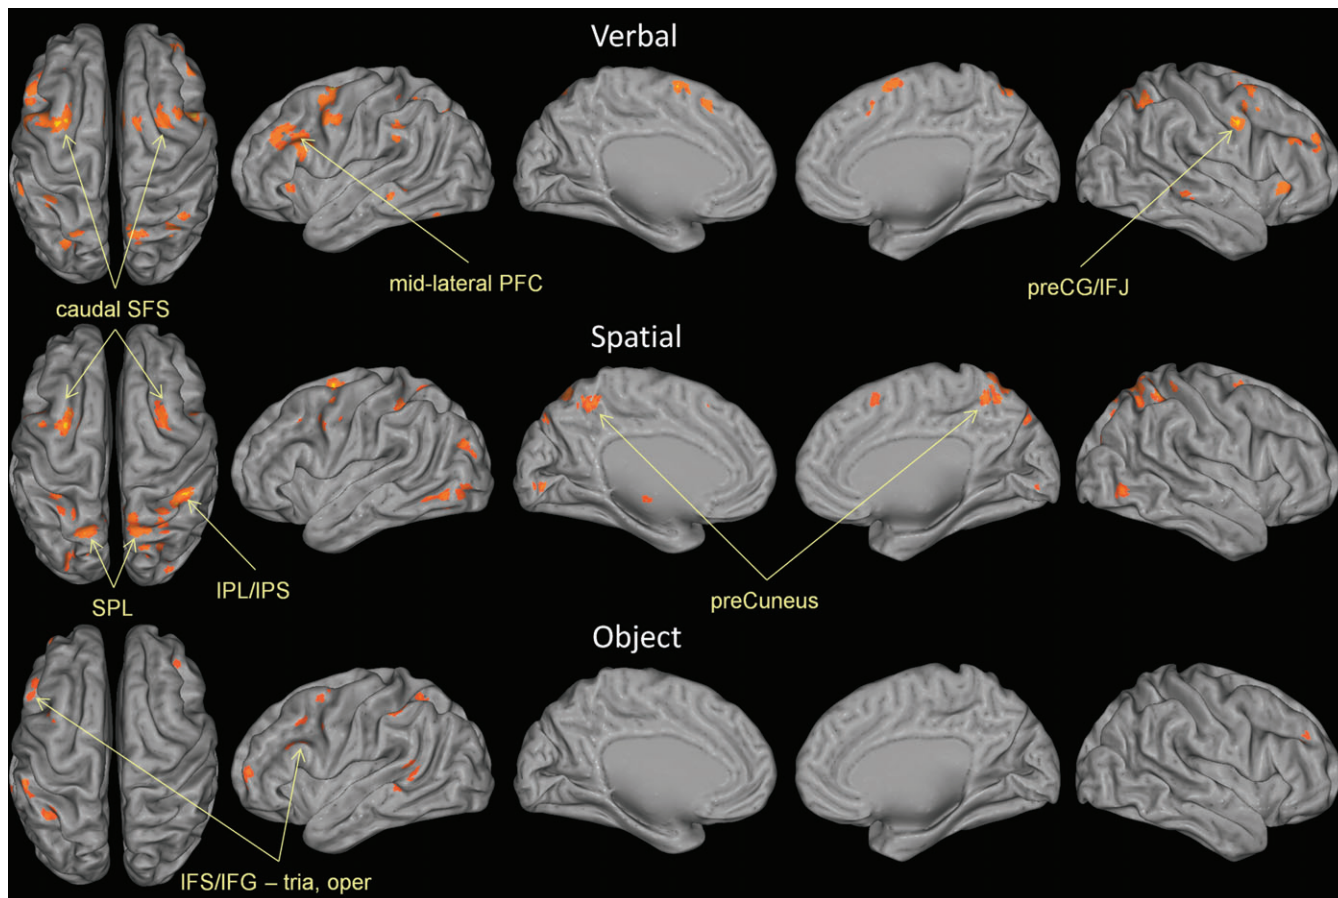 Verbal
mid-lateral PFC
preCG/IFJ
caudal SFS
Spatial
IPL/IPS
SPL
preCuneus
Object
IFS/IFG – tria, oper